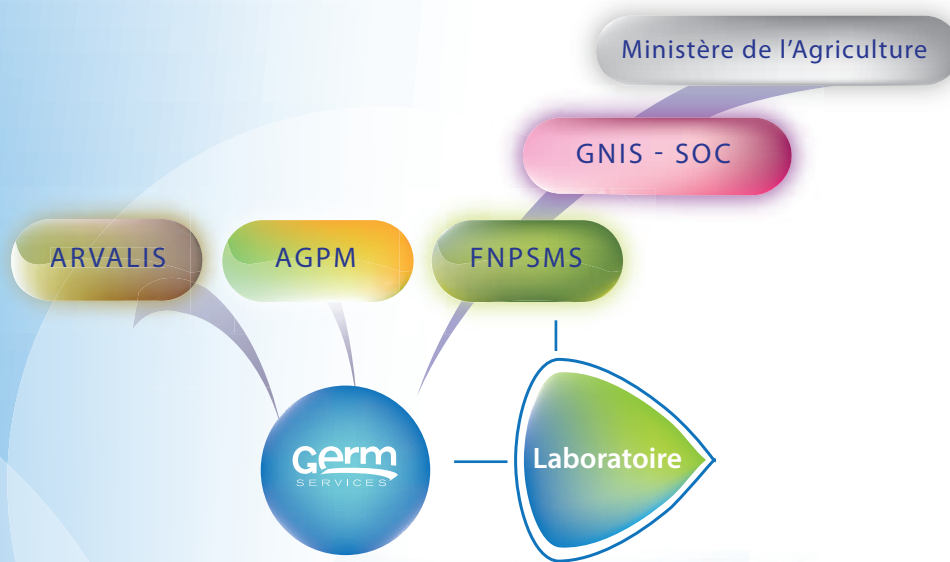 Ministère de l'Agriculture
GNIS - SOC
ARVALIS
AGPM
FNPSMS
Germ
SERVICES
Laboratoire